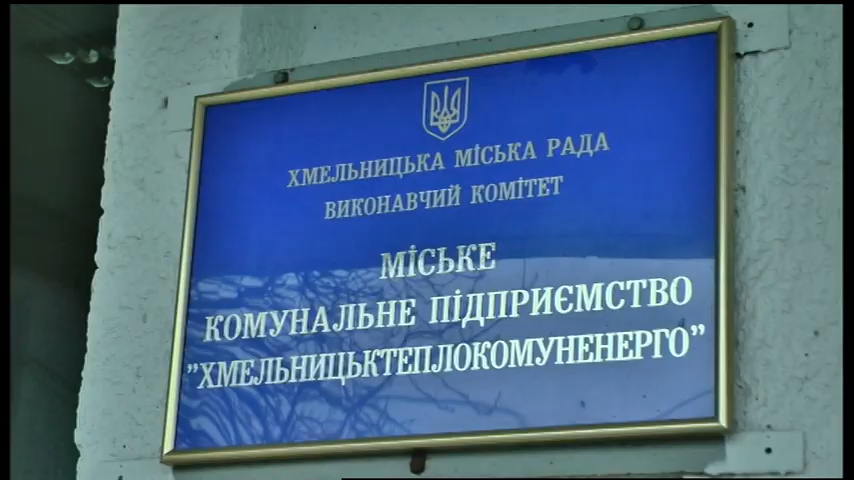 ХМЕЛЬНИЦЬКА МІСЬКА РАДА
ВИКОНАВЧИЙ КОМІТЕТ
МІСЬКЕ
КОМУНАЛЬНЕ ПІДПРИЄМСТВО
”ХМЕЛЬНИЦЬКТЕПЛОКОМУНЕНЕРГО”